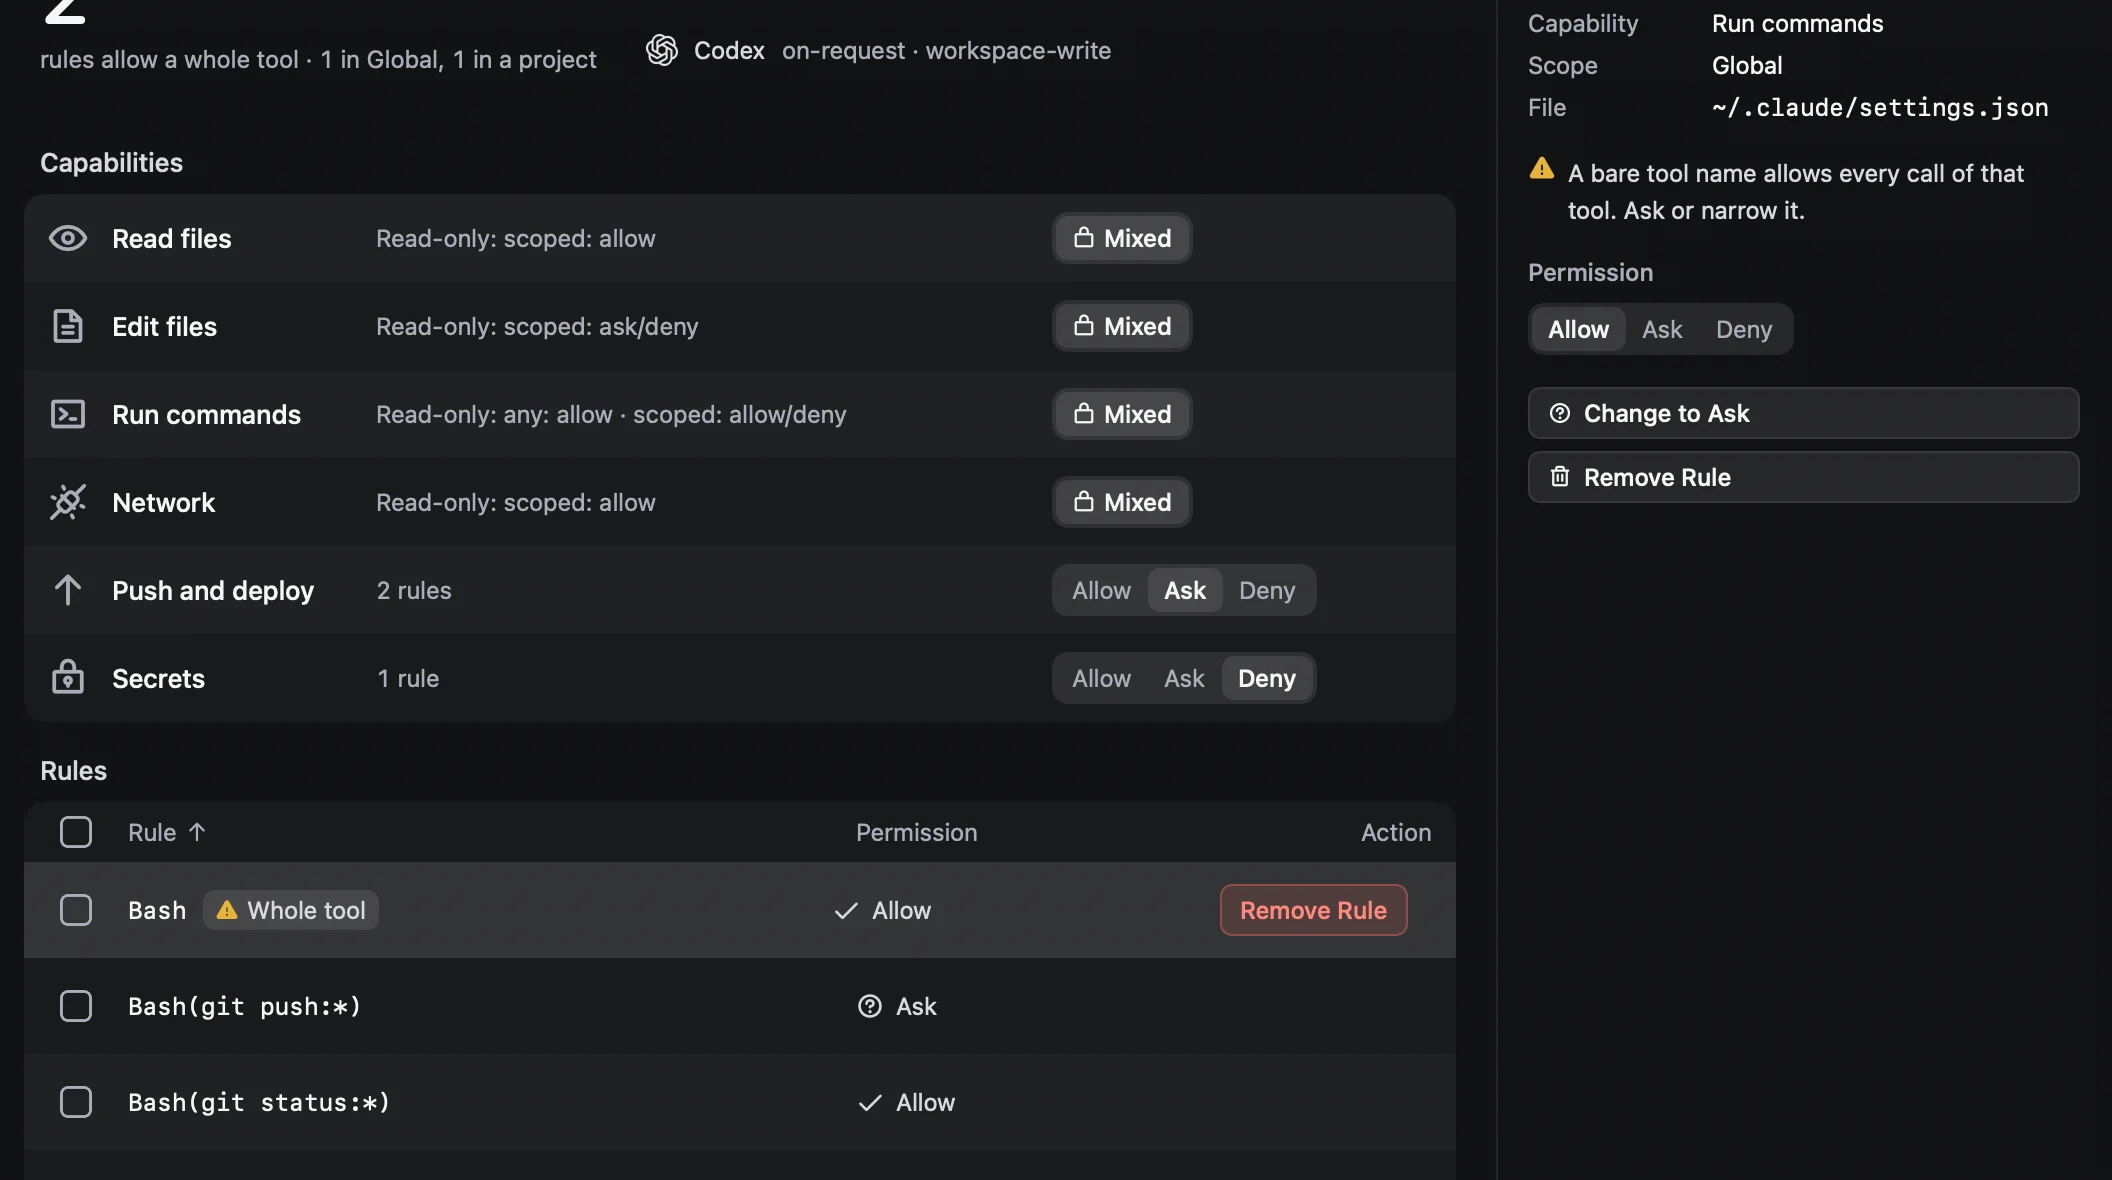 2
rules allow a whole tool · 1 in Global, 1 in a project
Codex on-request · workspace-write
Capabilities
Read files Read-only: scoped: allow Mixed
Edit files Read-only: scoped: ask/deny Mixed
Run commands Read-only: any: allow · scoped: allow/deny Mixed
Network Read-only: scoped: allow Mixed
Push and deploy 2 rules Allow Ask Deny
Secrets 1 rule Allow Ask Deny
Rules
Rule ↑ Permission Action
Bash Whole tool Allow Remove Rule
Bash(git push:*) Ask
Bash(git status:*) Allow
Capability Run commands
Scope Global
File ~/.claude/settings.json
A bare tool name allows every call of that
tool. Ask or narrow it.
Permission
Allow Ask Deny
Change to Ask
Remove Rule